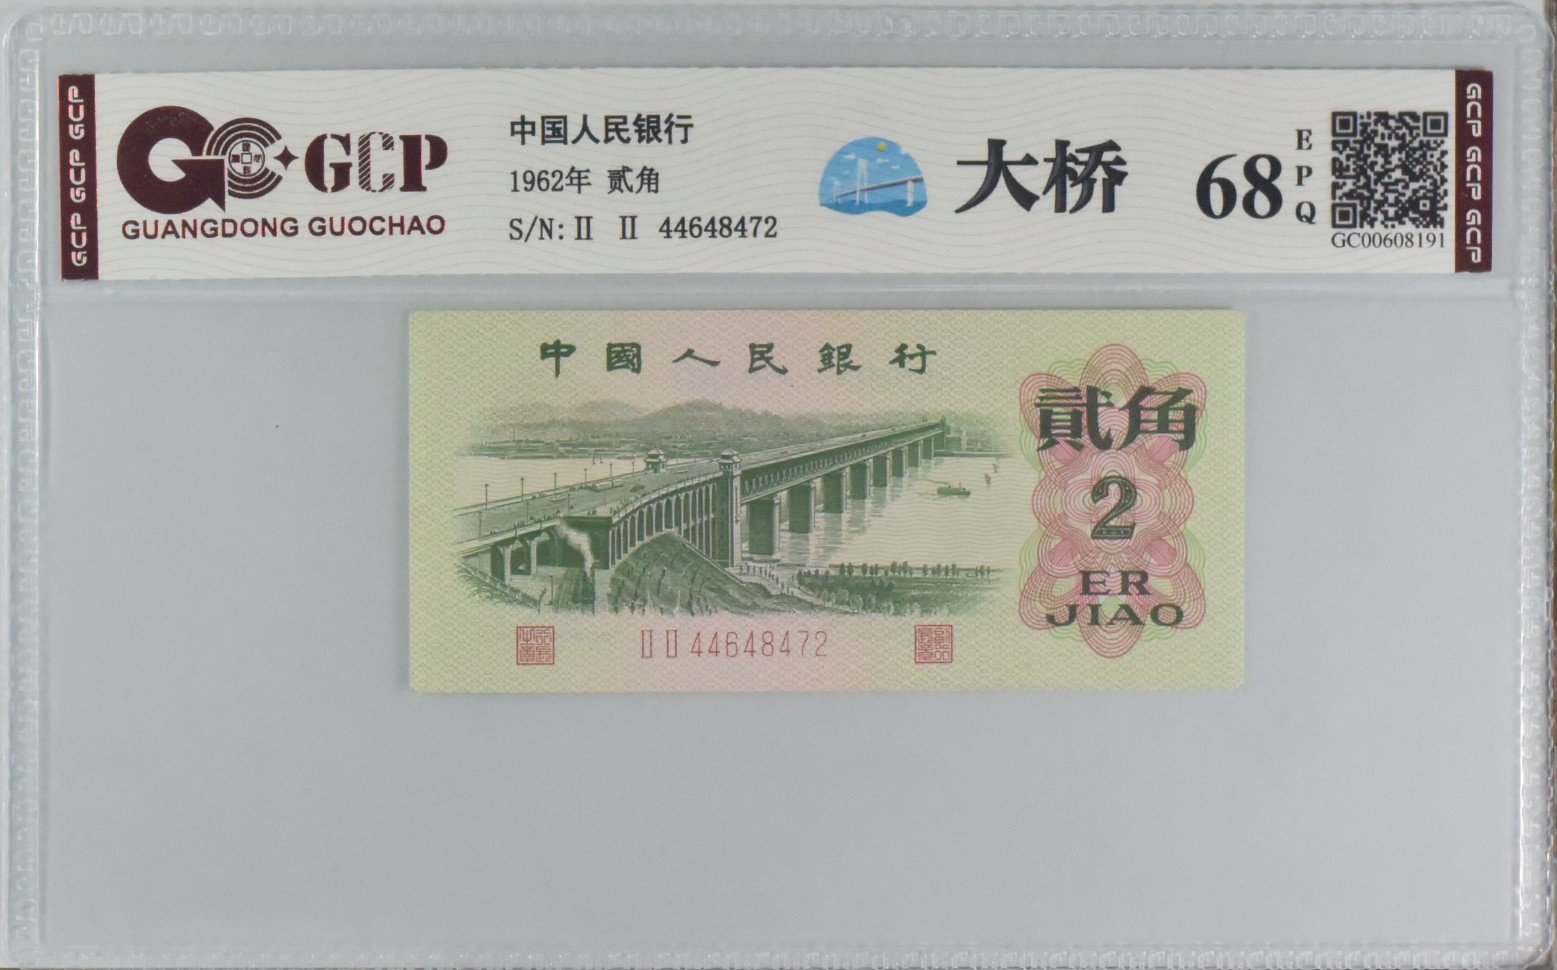 GCP GCP GCP
GCP
GUANGDONG GUOCHAO
中国人民银行
1962年 贰角
S/N: II II 44648472
大桥
68
EPQ
GC00608191
GCP GCP GCP
中國人民銀行
貳角
2
ER
JIAO
II II 44648472